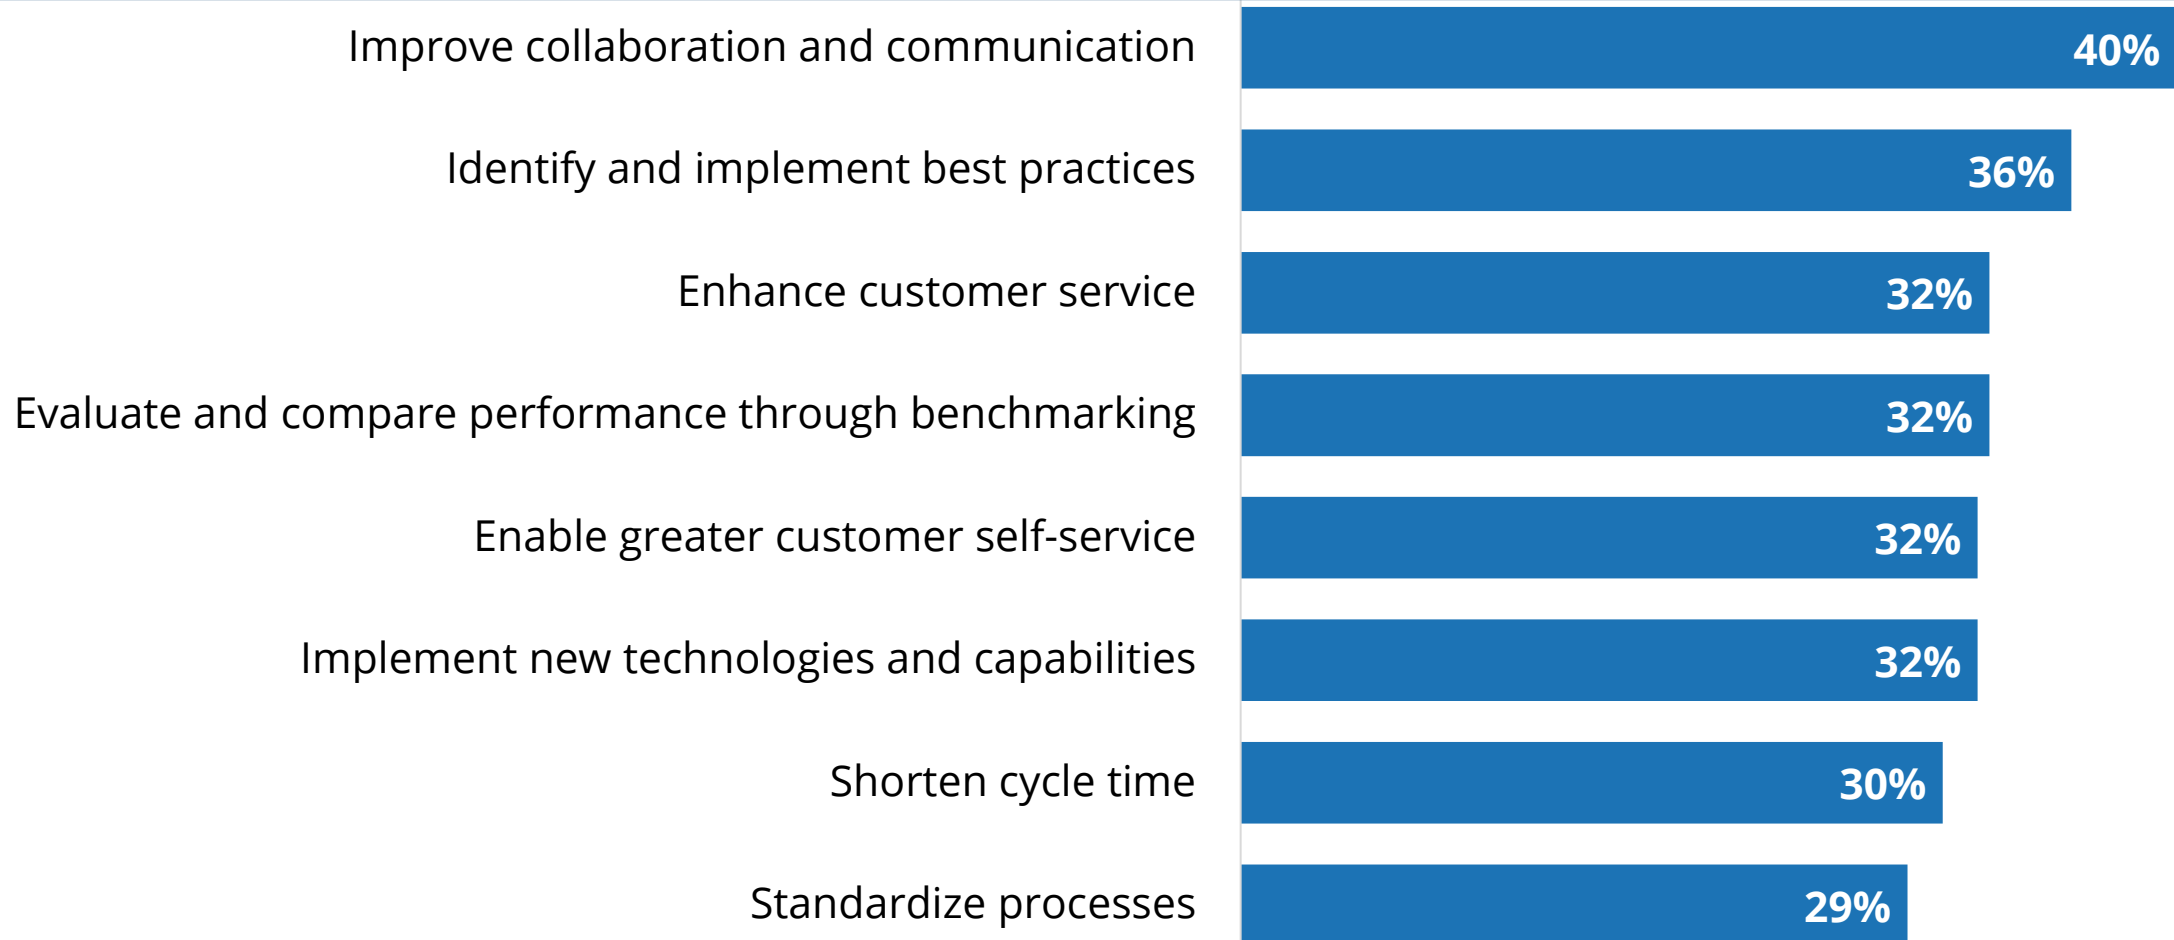 Improve collaboration and communication 40%
Identify and implement best practices 36%
Enhance customer service 32%
Evaluate and compare performance through benchmarking 32%
Enable greater customer self-service 32%
Implement new technologies and capabilities 32%
Shorten cycle time 30%
Standardize processes 29%